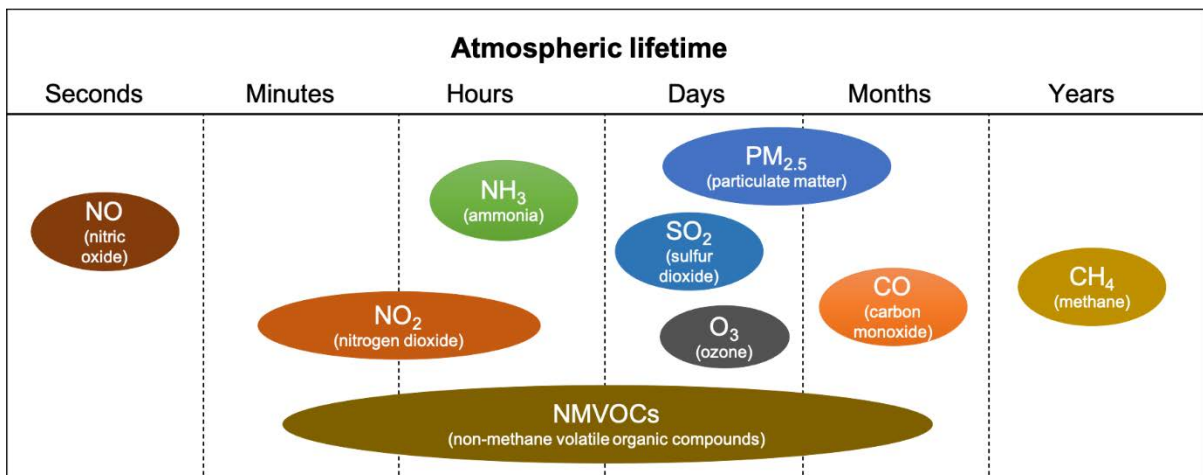 Atmospheric lifetime
Seconds Minutes Hours Days Months Years
PM2.5
(particulate matter)
NH3
(ammonia)
NO
(nitric
oxide)
SO2
(sulfur
dioxide)
CH4
(methane)
CO
(carbon
monoxide)
NO2
(nitrogen dioxide)
O3
(ozone)
NMVOCs
(non-methane volatile organic compounds)